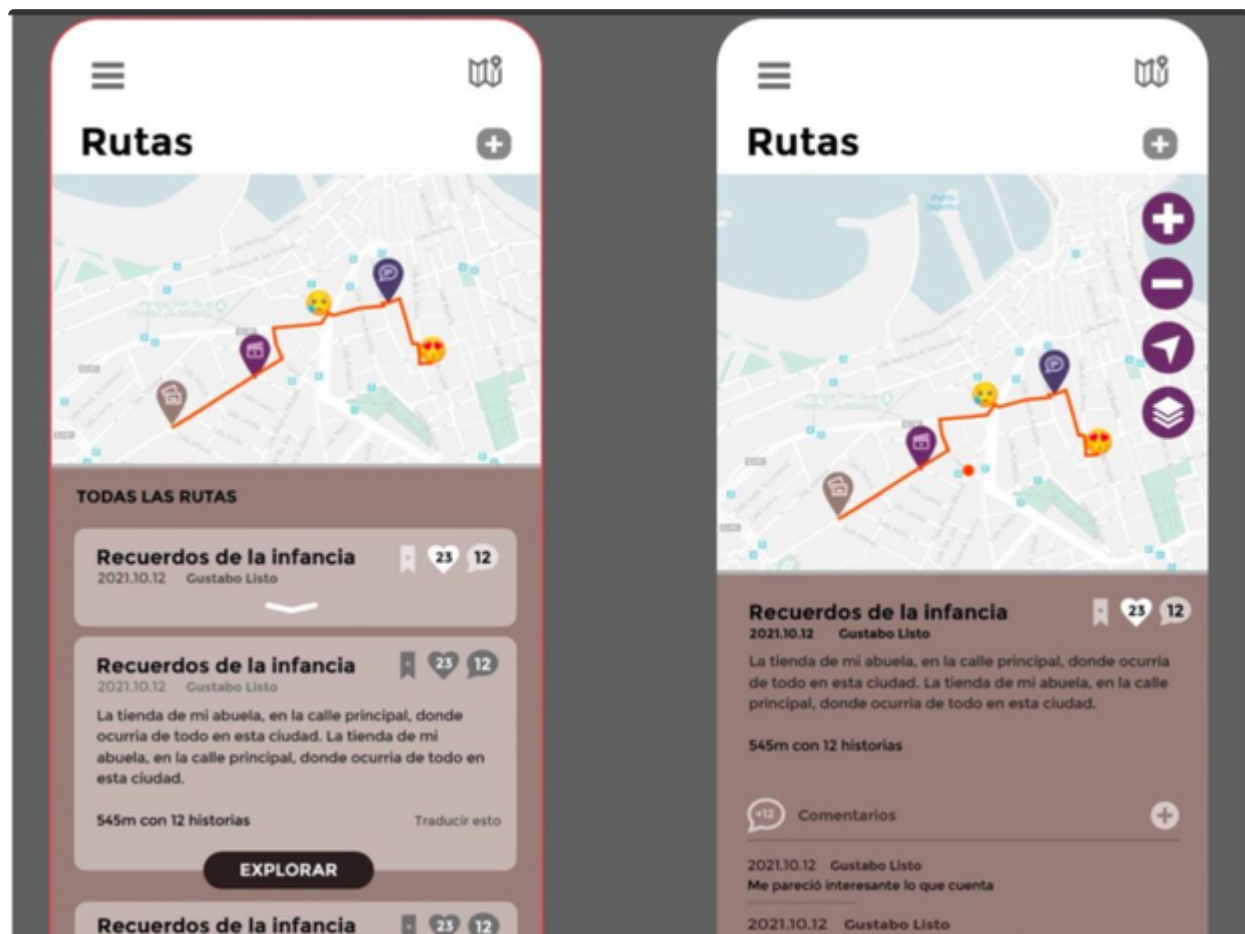 Rutas
TODAS LAS RUTAS
Recuerdos de la infancia
23
12
2021.10.12 Gustabo Listo
Recuerdos de la infancia
23
12
2021.10.12 Gustabo Listo
La tienda de mi abuela, en la calle principal, donde
ocurria de todo en esta ciudad. La tienda de mi
abuela, en la calle principal, donde ocurria de todo en
esta ciudad.
545m con 12 historias
Traducir esto
EXPLORAR
Recuerdos de la infancia
23
12
Rutas
Recuerdos de la infancia
23
12
2021.10.12 Gustabo Listo
La tienda de mi abuela, en la calle principal, donde ocurria
de todo en esta ciudad. La tienda de mi abuela, en la calle
principal, donde ocurria de todo en esta ciudad.
545m con 12 historias
+12
Comentarios
2021.10.12 Gustabo Listo
Me pareció interesante lo que cuenta
2021.10.12 Gustabo Listo